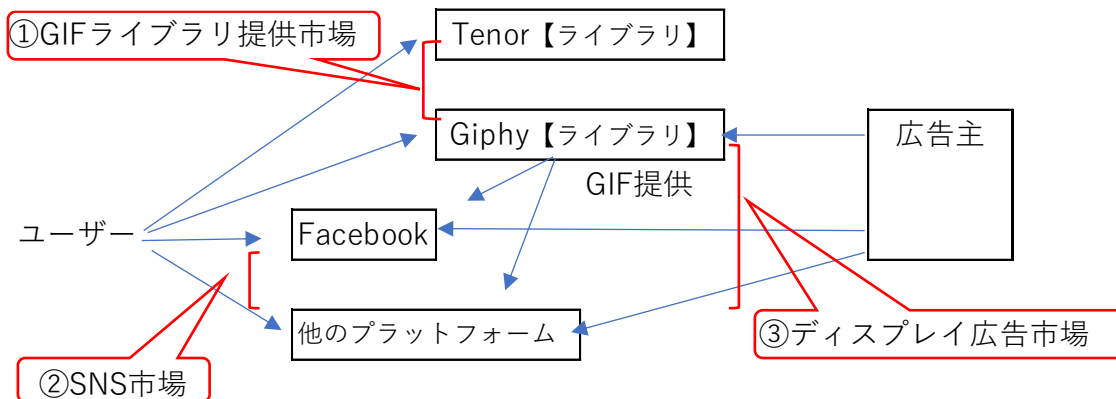 ①GIFライブラリ提供市場
Tenor【ライブラリ】
Giphy【ライブラリ】
広告主
GIF提供
ユーザー
Facebook
他のプラットフォーム
③ディスプレイ広告市場
②SNS市場